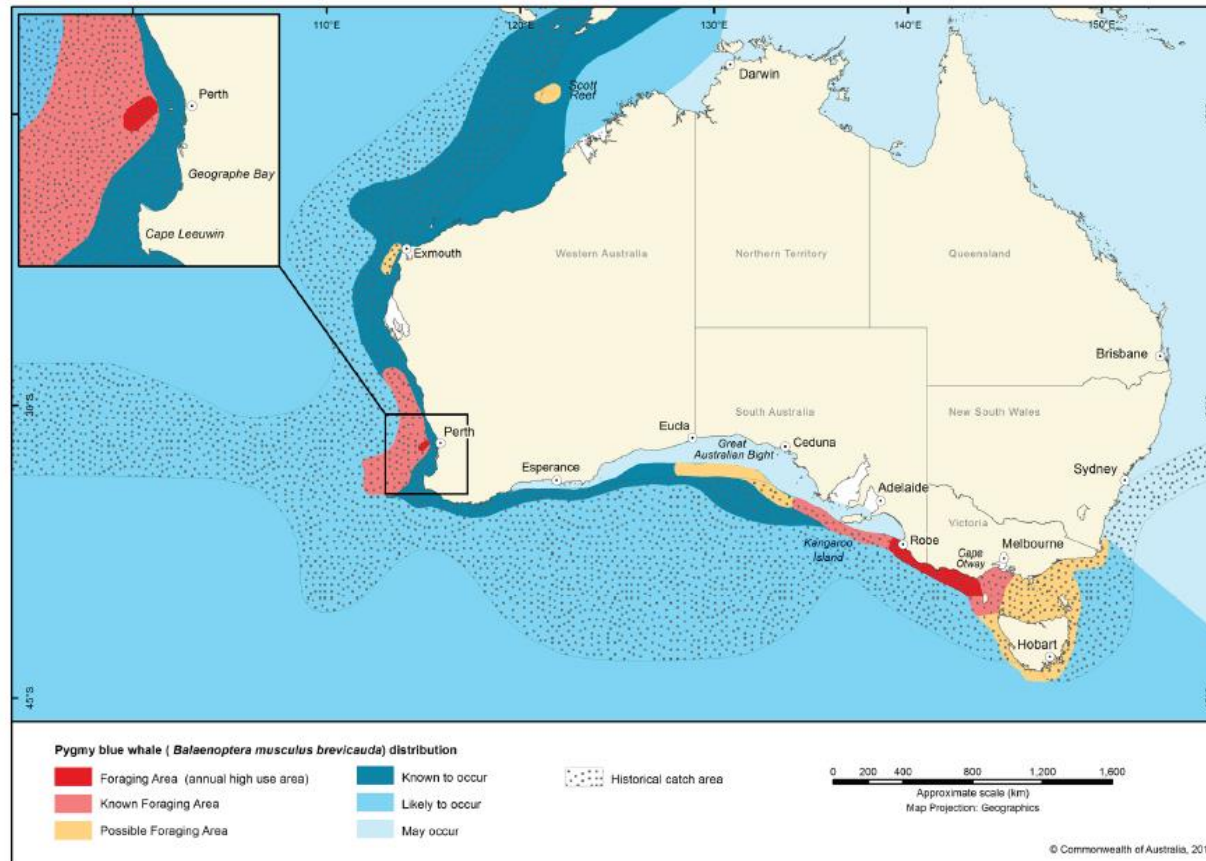 110°E
120°E
130°E
140°E
150°E
Perth
Geographe Bay
Cape Leeuwin
Scott
Reef
Darwin
Exmouth
Western Australia
Northern Territory
Queensland
Brisbane
30°S
Perth
South Australia
New South Wales
Eucla
Great
Australian Bight
Ceduna
Esperance
Sydney
Adelaide
Victoria
Kangaroo
Island
Robe
Cape
Otway
Melbourne
Hobart
45°S
Pygmy blue whale ( Balaenoptera musculus brevicauda) distribution
Foraging Area (annual high use area)
Known Foraging Area
Possible Foraging Area
Known to occur
Likely to occur
May occur
Historical catch area
0 200 400 800 1,200 1,600
Approximate scale (km)
Map Projection: Geographics
© Commonwealth of Australia, 201